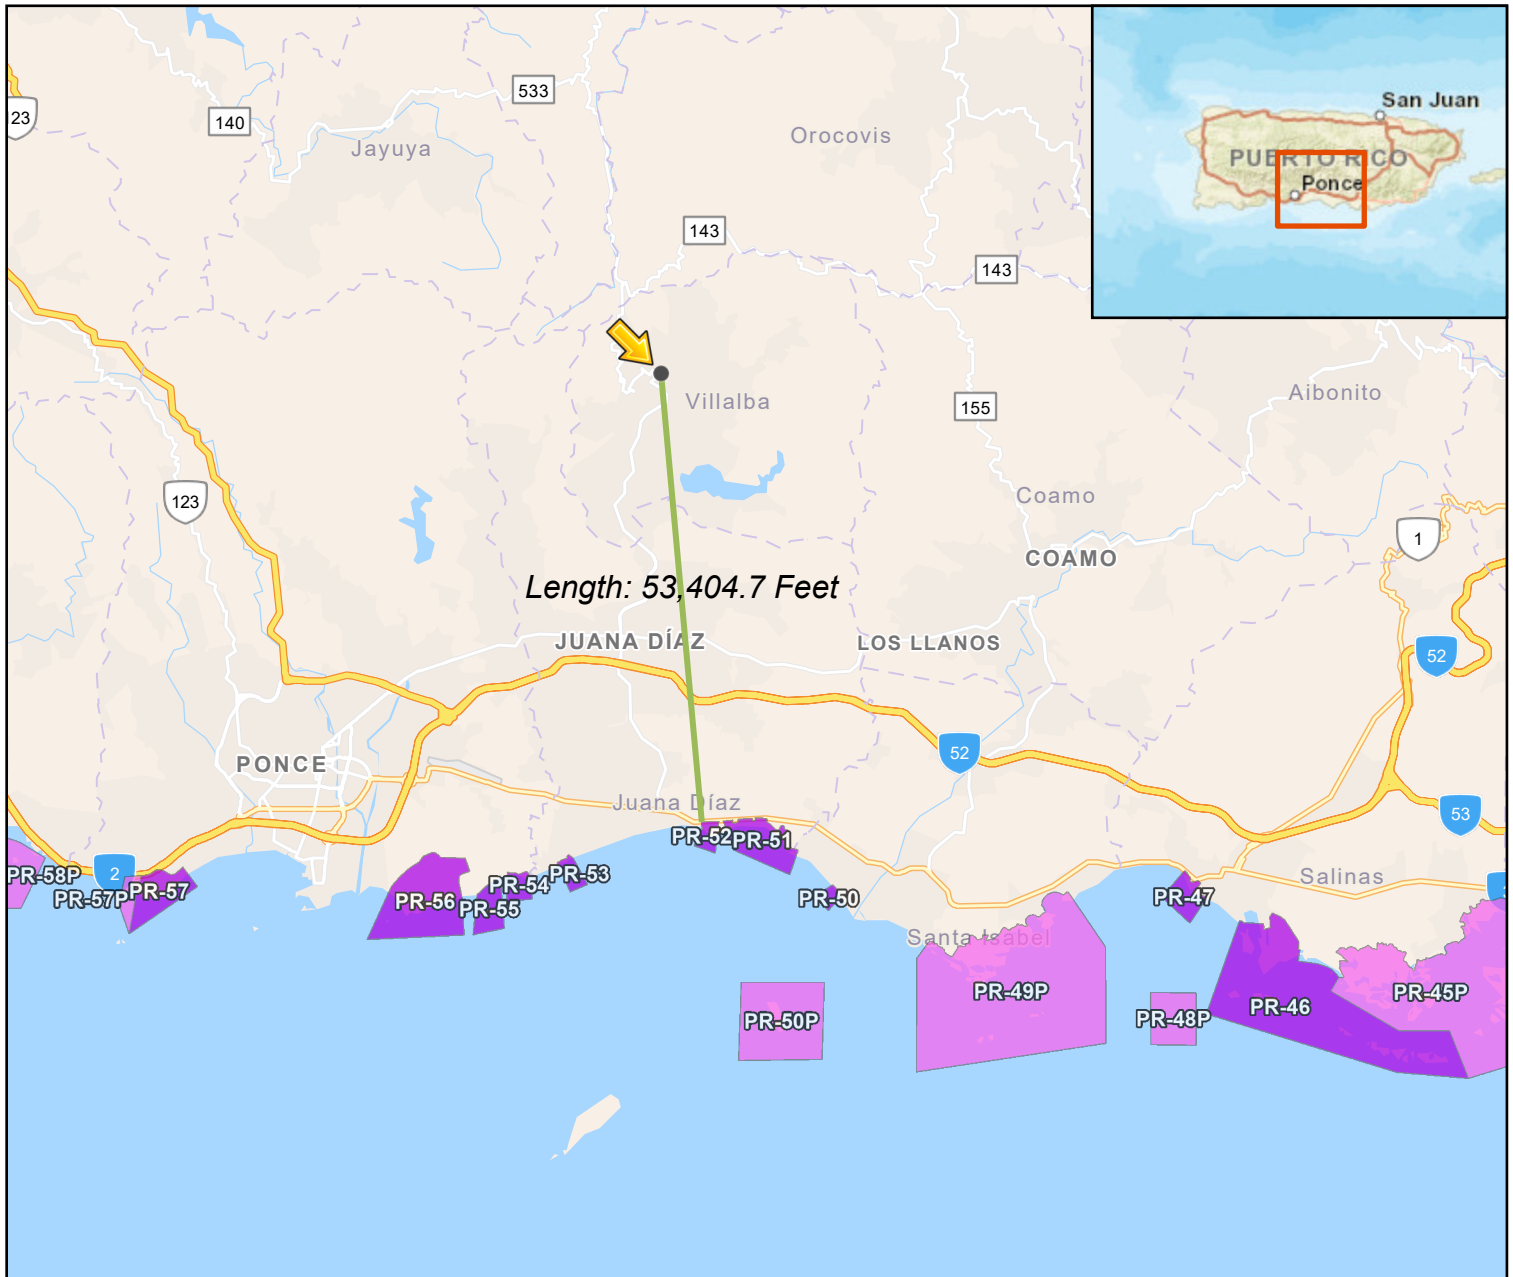 San Juan
PUERTO RICO
Ponce
533
23
140
Jayuya
Orocovis
143
143
Villalba
155
Aibonito
123
Coamo
1
COAMO
Length: 53,404.7 Feet
JUANA DÍAZ
LOS LLANOS
52
52
PONCE
Juana Díaz
53
PR-52
PR-51
PR-58P
2
PR-57P
PR-57
PR-56
PR-55
PR-54
PR-53
PR-50
PR-47
Salinas
Santa Isabel
PR-49P
PR-50P
PR-48P
PR-46
PR-45P